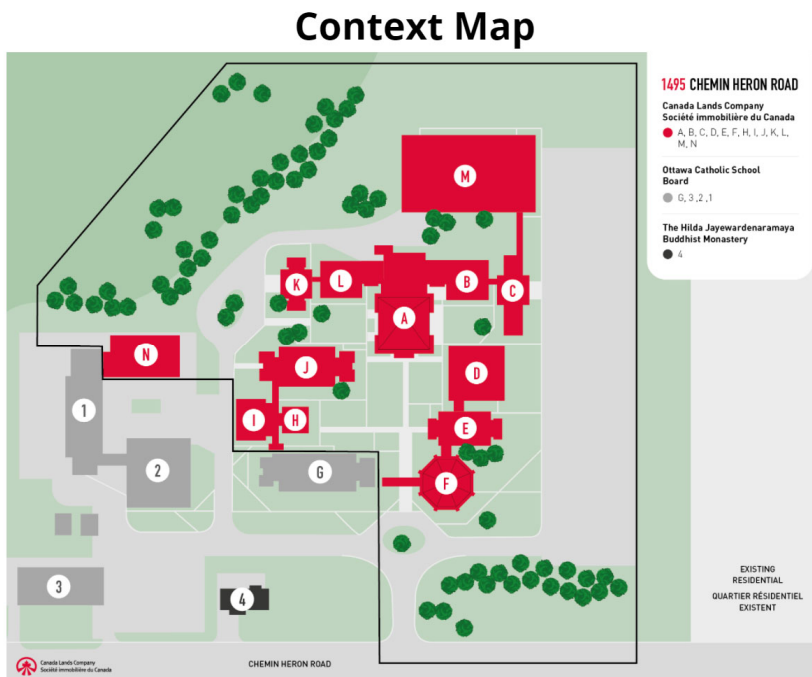 Context Map
1495 CHEMIN HERON ROAD
Canada Lands Company
Société immobilière du Canada
A, B, C, D, E, F, H, I, J, K, L,
M, N
Ottawa Catholic School
Board
G, 3 ,2 ,1
The Hilda Jayewardenaramaya
Buddhist Monastery
4
M
K
L
B
C
A
N
J
D
1
I
H
E
2
G
F
3
4
EXISTING
RESIDENTIAL
QUARTIER RÉSIDENTIEL
EXISTENT
Canada Lands Company
Société immobilière du Canada
CHEMIN HERON ROAD